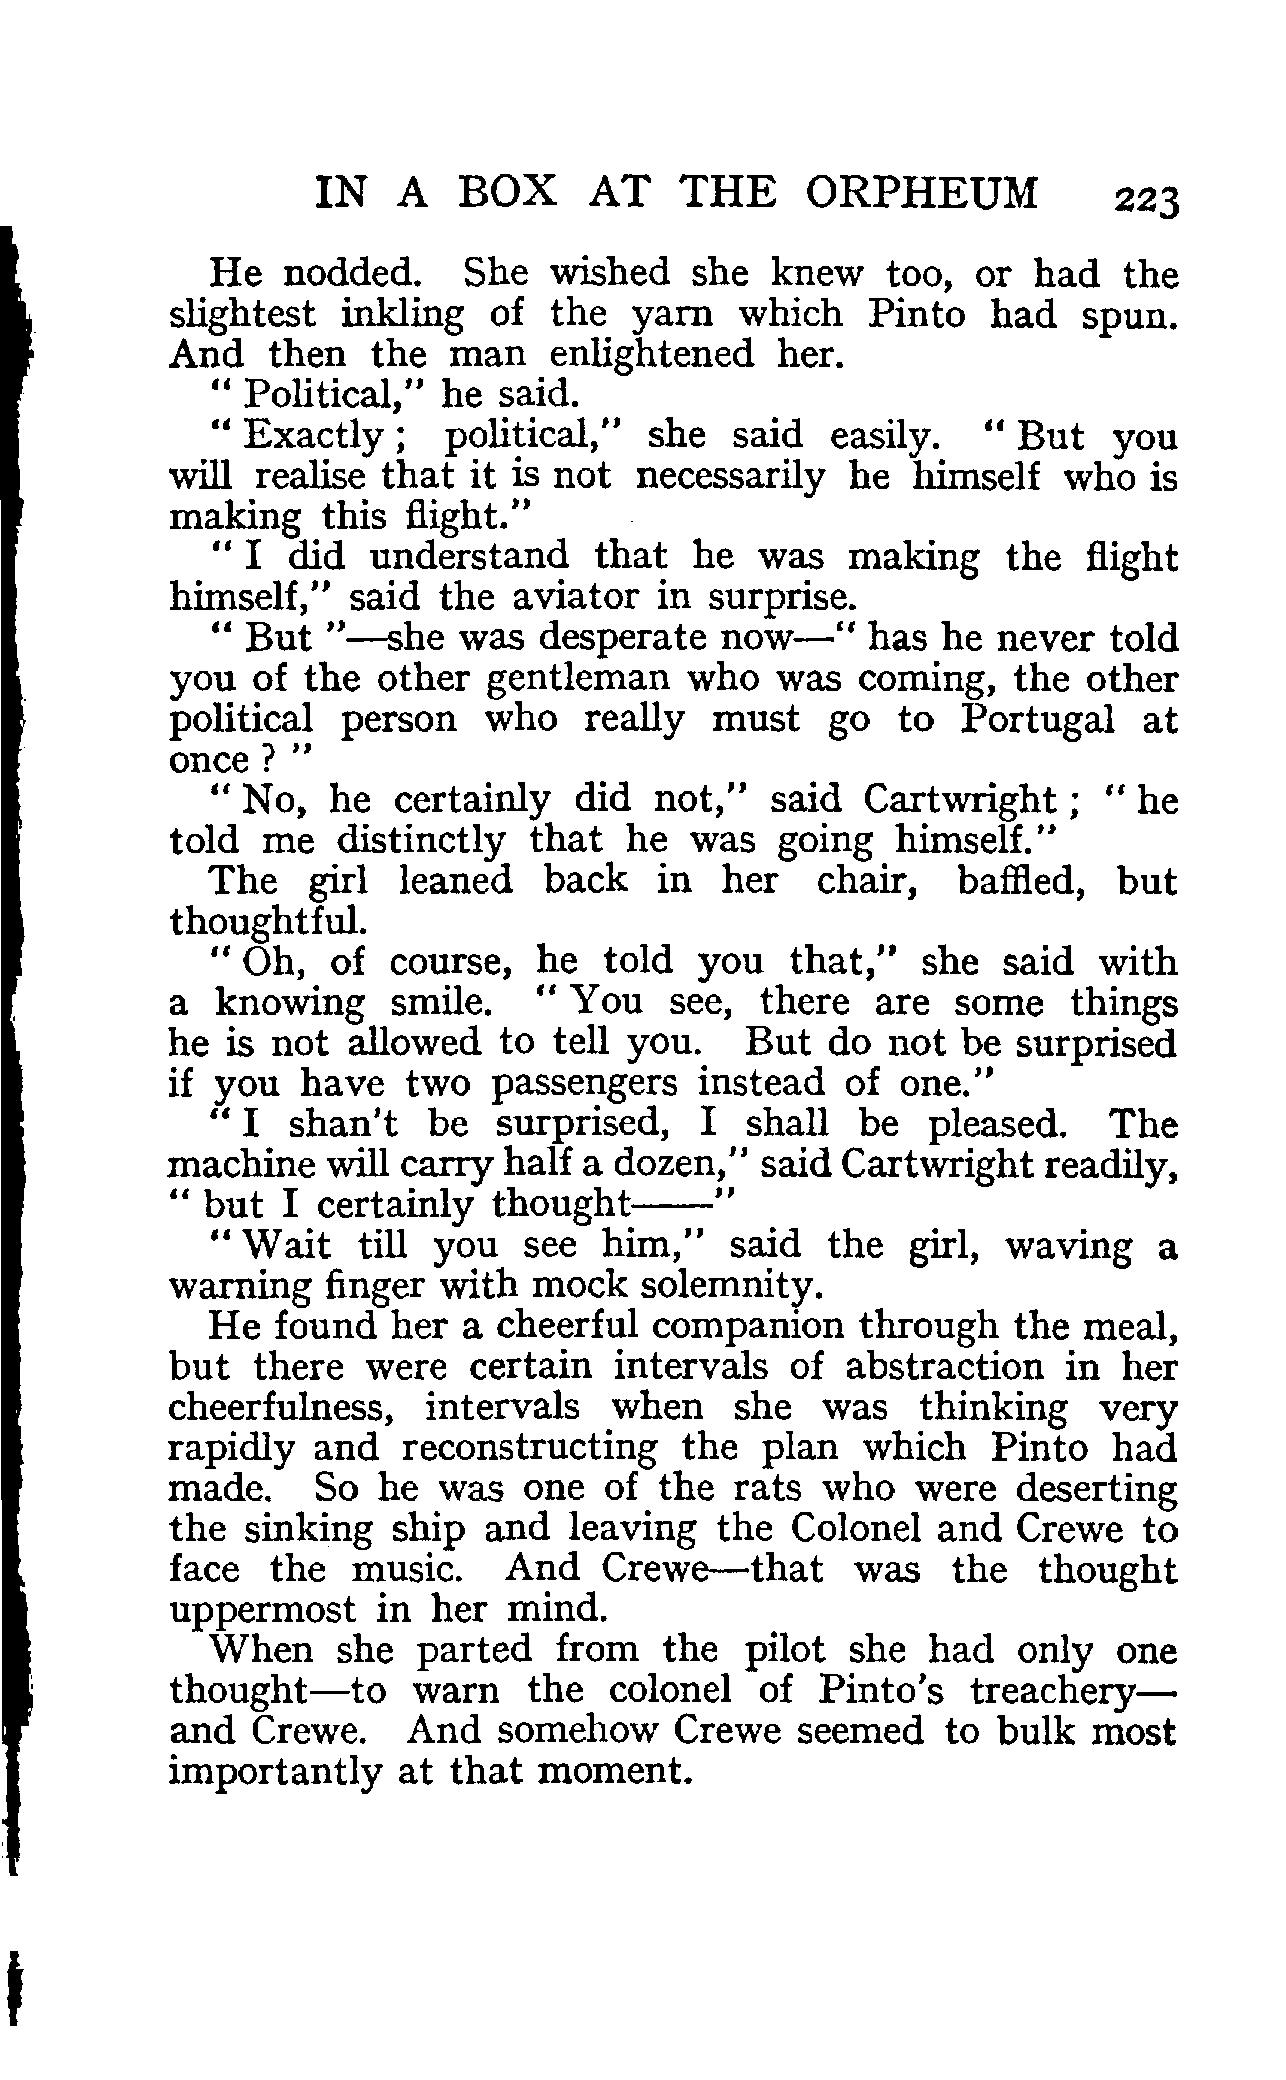 IN A BOX AT THE ORPHEUM 223
He nodded. She wished she knew too, or had the
slightest inkling of the yarn which Pinto had spun.
And then the man enlightened her.
" Political," he said.
" Exactly ; political," she said easily. " But you
will realise that it is not necessarily he himself who is
making this flight."
" I did understand that he was making the flight
himself," said the aviator in surprise.
" But "—she was desperate now—" has he never told
you of the other gentleman who was coming, the other
political person who really must go to Portugal at
once ? "
" No, he certainly did not," said Cartwright ; " he
told me distinctly that he was going himself."
The girl leaned back in her chair, baffled, but
thoughtful.
" Oh, of course, he told you that," she said with
a knowing smile. " You see, there are some things
he is not allowed to tell you. But do not be surprised
if you have two passengers instead of one."
" I shan't be surprised, I shall be pleased. The
machine will carry half a dozen," said Cartwright readily,
" but I certainly thought——"
" Wait till you see him," said the girl, waving a
warning finger with mock solemnity.
He found her a cheerful companion through the meal,
but there were certain intervals of abstraction in her
cheerfulness, intervals when she was thinking very
rapidly and reconstructing the plan which Pinto had
made. So he was one of the rats who were deserting
the sinking ship and leaving the Colonel and Crewe to
face the music. And Crewe—that was the thought
uppermost in her mind.
When she parted from the pilot she had only one
thought—to warn the colonel of Pinto's treachery—
and Crewe. And somehow Crewe seemed to bulk most
importantly at that moment.